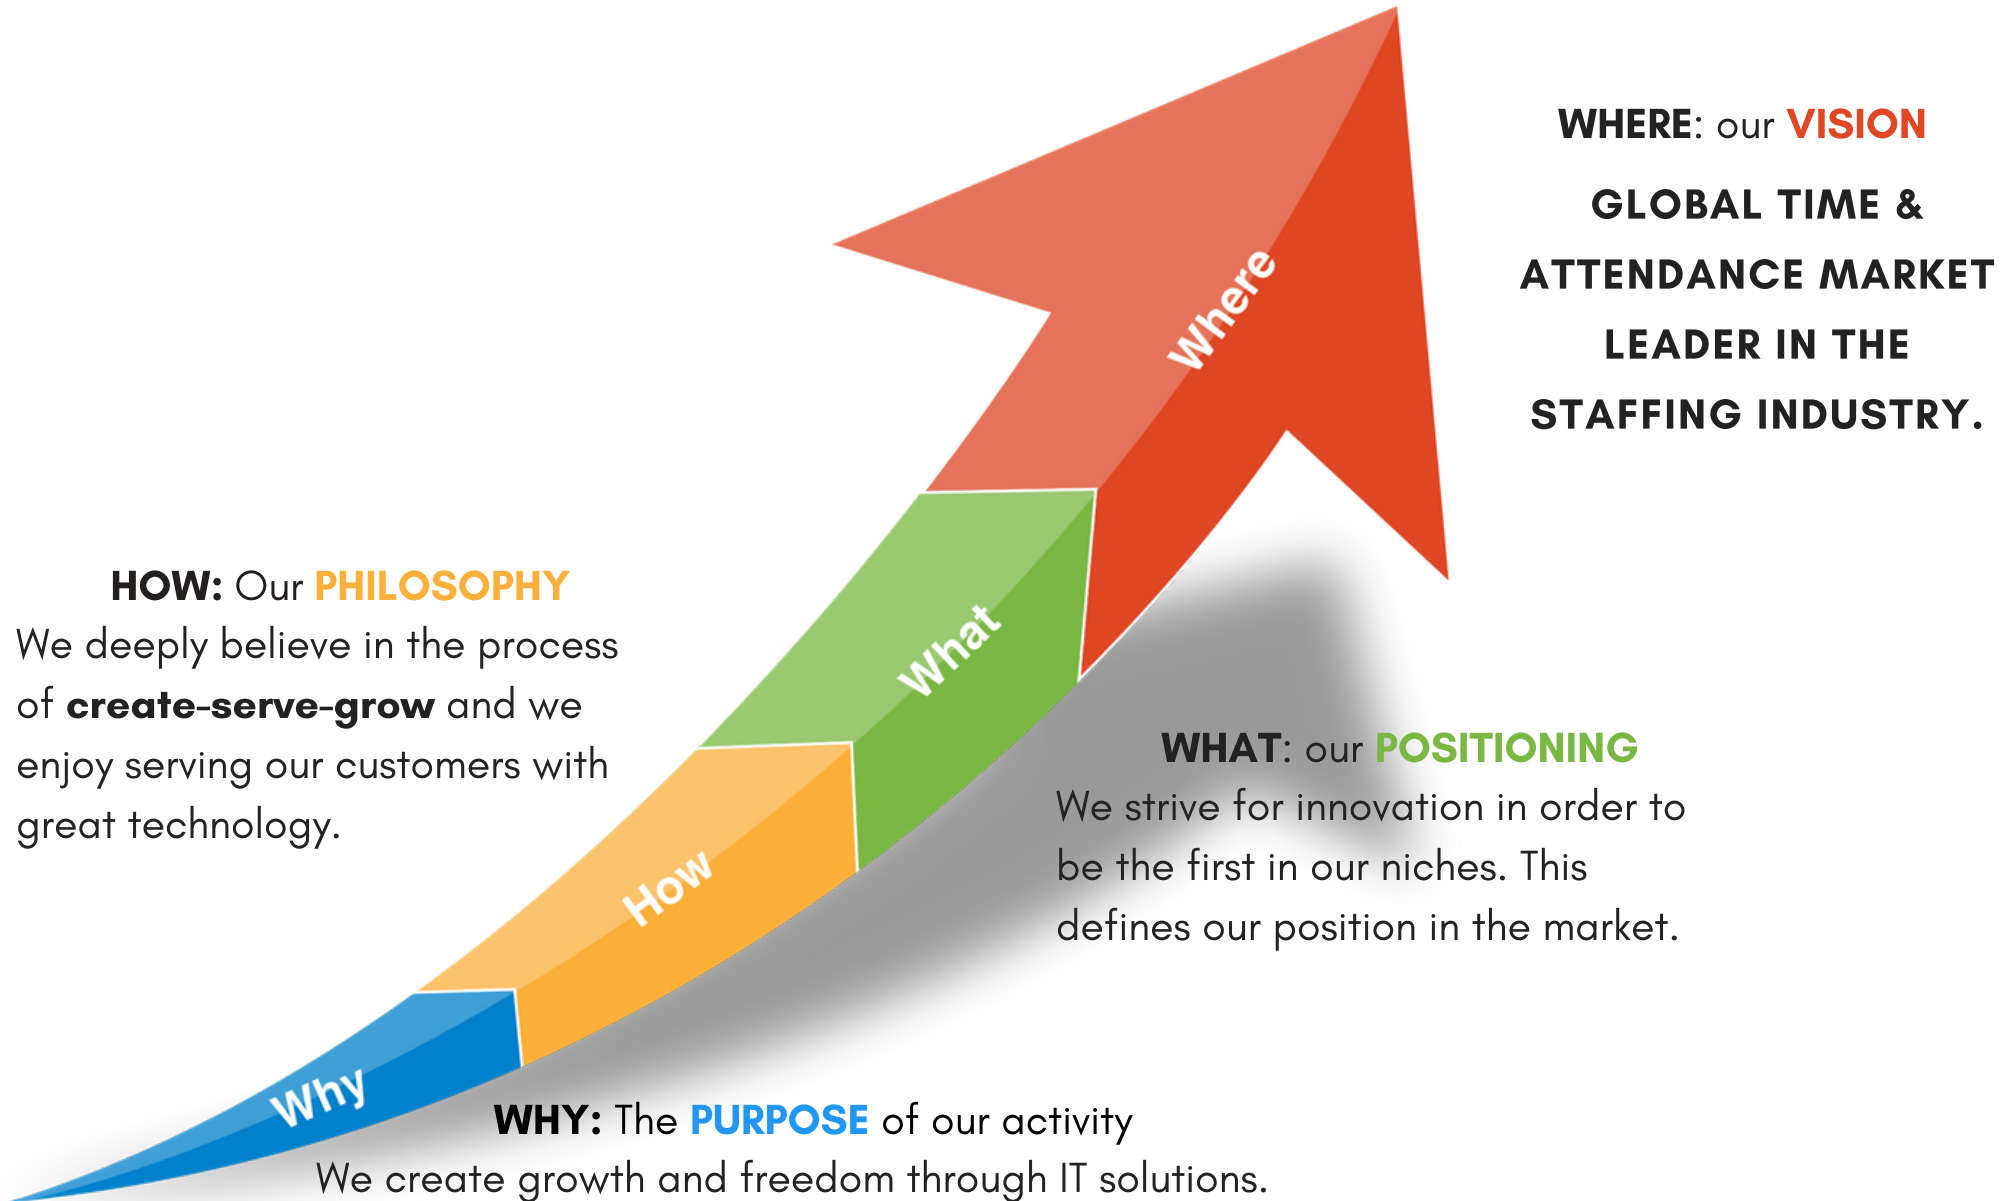 WHERE: our VISION
GLOBAL TIME &
ATTENDANCE MARKET
LEADER IN THE
STAFFING INDUSTRY.
Where
HOW: Our PHILOSOPHY
We deeply believe in the process
of create-serve-grow and we
enjoy serving our customers with
great technology.
What
WHAT: our POSITIONING
We strive for innovation in order to
be the first in our niches. This
defines our position in the market.
How
Why
WHY: The PURPOSE of our activity
We create growth and freedom through IT solutions.